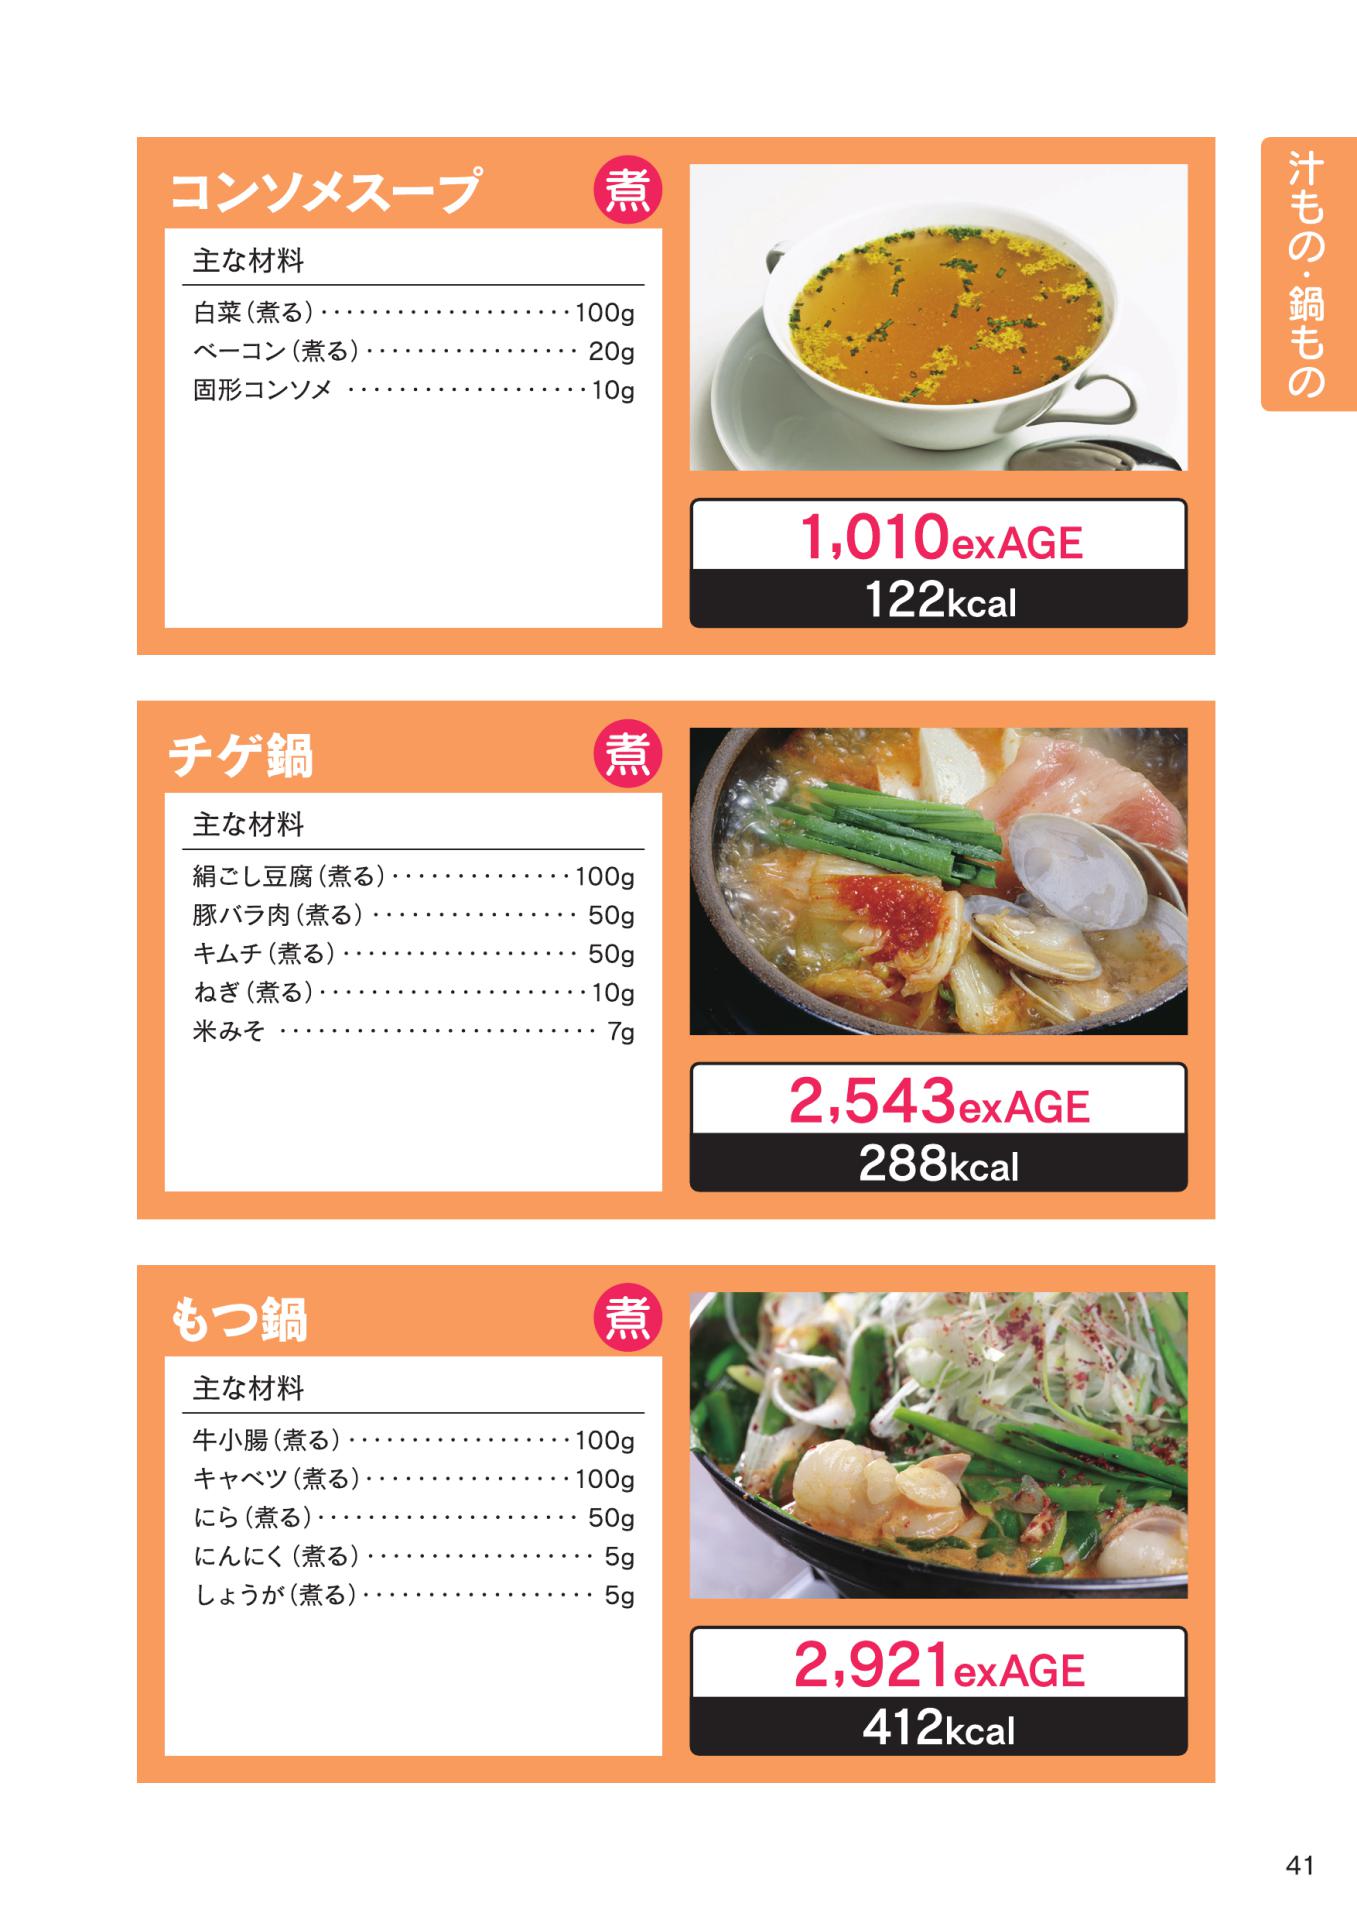 汁もの・鍋もの
コンソメスープ
煮
主な材料
白菜(煮る)····················100g
ベーコン(煮る)················· 20g
固形コンソメ ···················10g
1,010exAGE
122kcal
チゲ鍋
煮
主な材料
絹ごし豆腐(煮る)··············100g
豚バラ肉(煮る)················· 50g
キムチ(煮る)··················· 50g
ねぎ(煮る)·····················10g
米みそ ························· 7g
2,543exAGE
288kcal
もつ鍋
煮
主な材料
牛小腸(煮る)··················100g
キャベツ(煮る)·················100g
にら(煮る)····················· 50g
にんにく(煮る)·················· 5g
しょうが(煮る)·················· 5g
2,921exAGE
412kcal
41